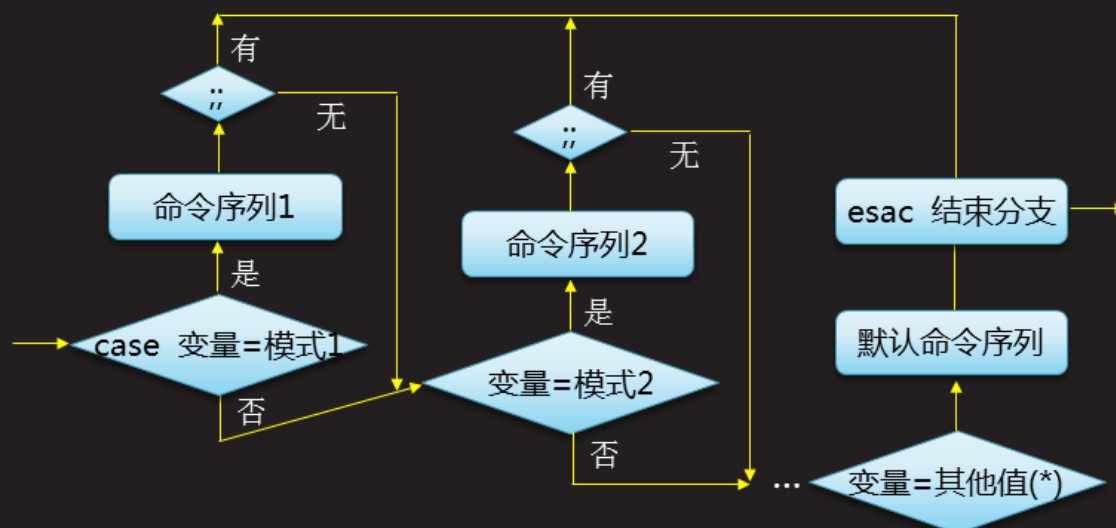 有
;;
无
有
;;
无
命令序列1
命令序列2
esac 结束分支
是
是
case 变量=模式1
变量=模式2
默认命令序列
否
否
...
变量=其他值(*)